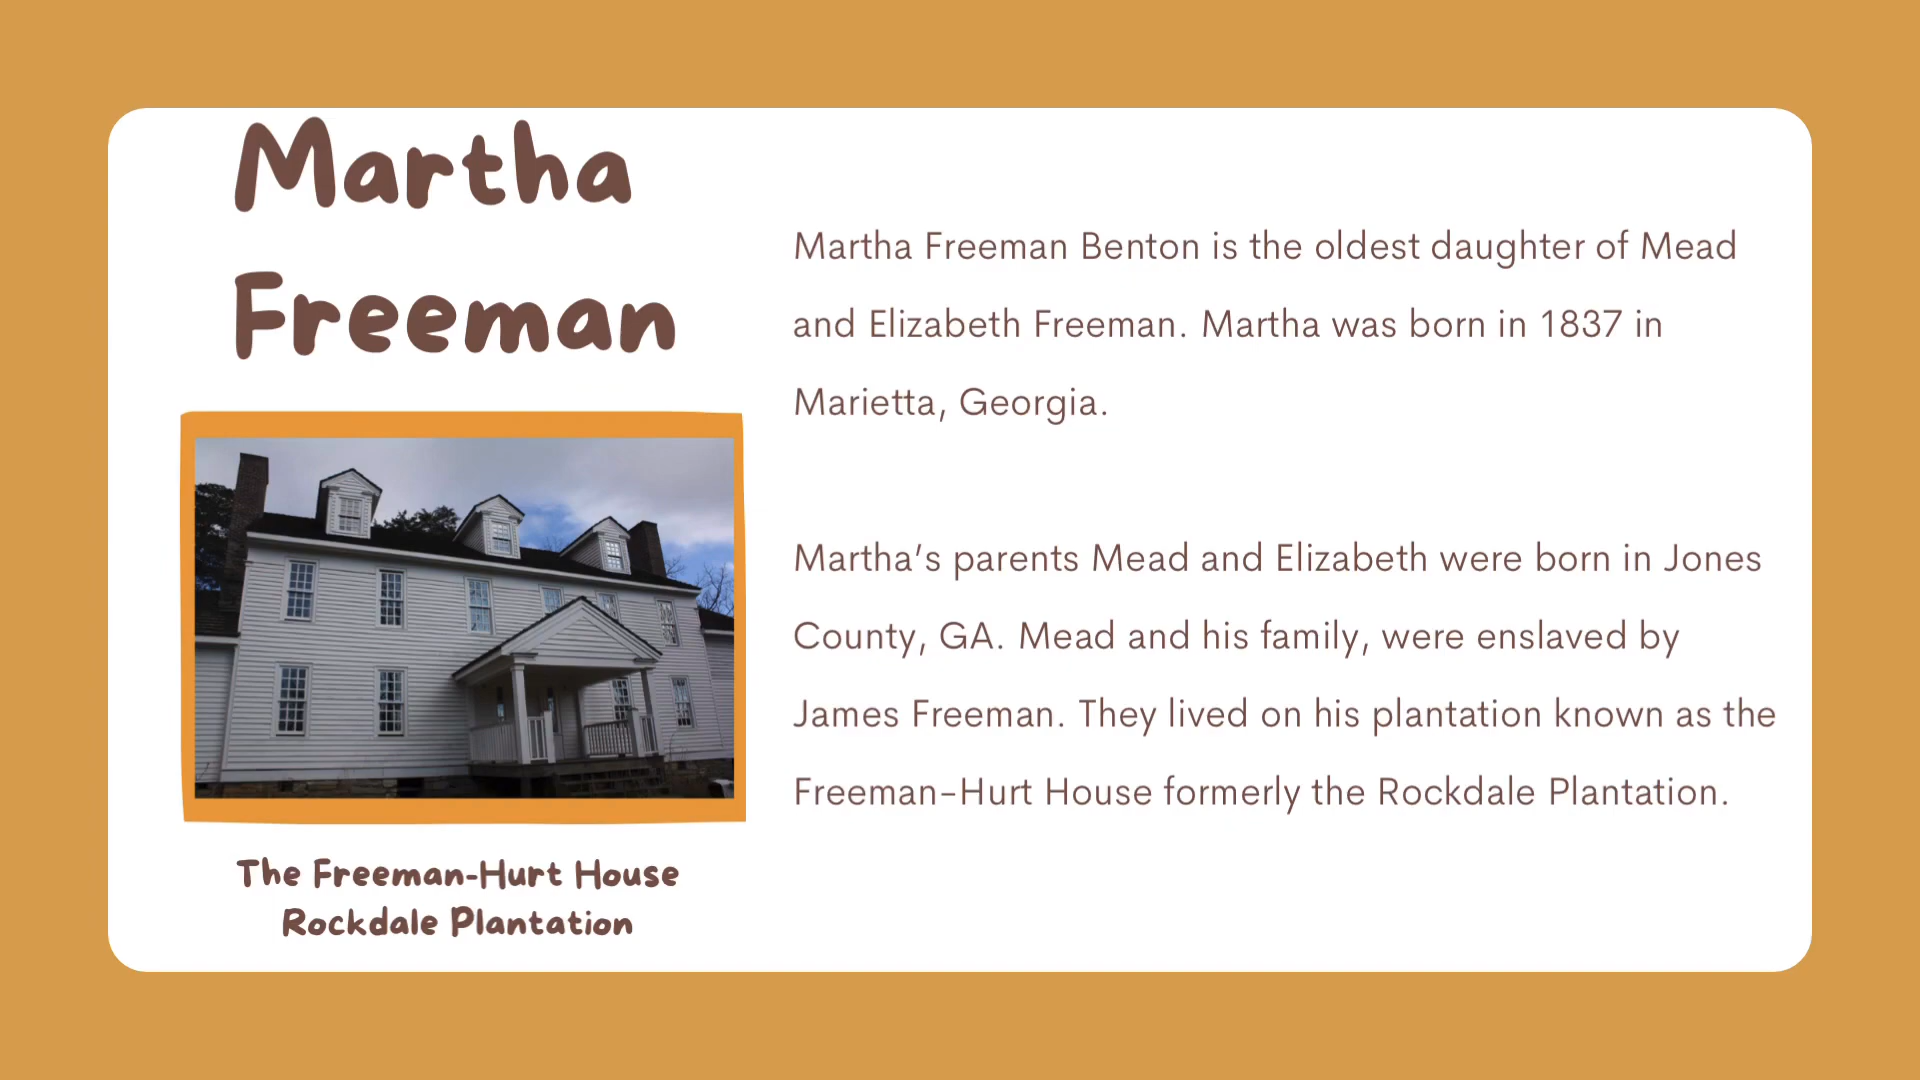 Martha
Freeman
The Freeman-Hurt House
Rockdale Plantation
Martha Freeman Benton is the oldest daughter of Mead
and Elizabeth Freeman. Martha was born in 1837 in
Marietta, Georgia.
Martha’s parents Mead and Elizabeth were born in Jones
County, GA. Mead and his family, were enslaved by
James Freeman. They lived on his plantation known as the
Freeman-Hurt House formerly the Rockdale Plantation.